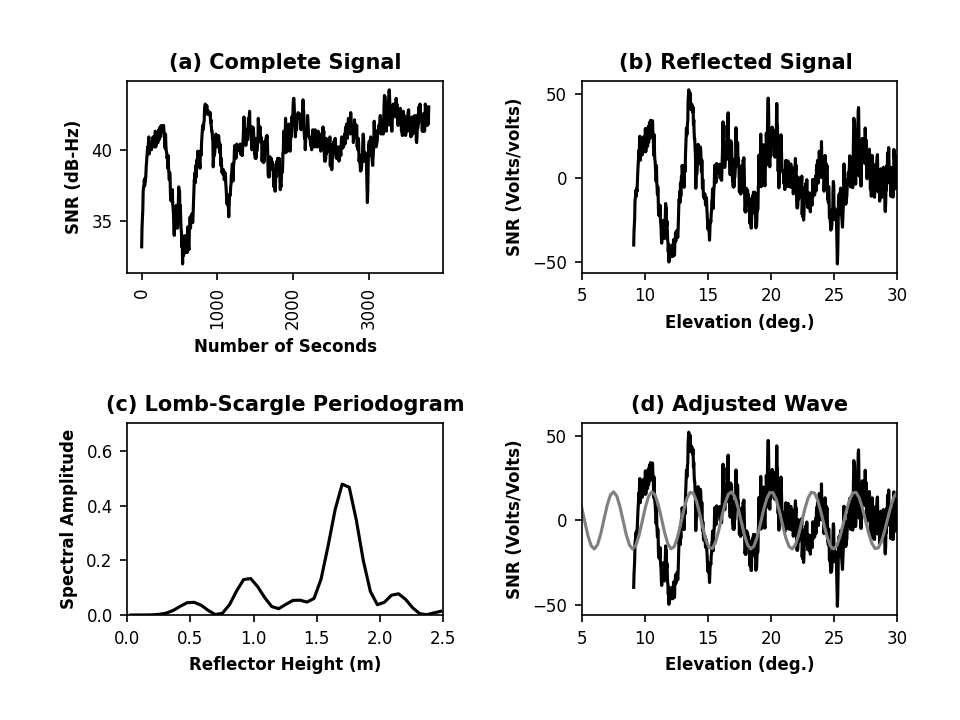 (a) Complete Signal
SNR (dB-Hz)
40
35
0
1000
2000
3000
Number of Seconds
(b) Reflected Signal
SNR (Volts/volts)
50
0
−50
5 10 15 20 25 30
Elevation (deg.)
(c) Lomb-Scargle Periodogram
Spectral Amplitude
0.6
0.4
0.2
0.0
0.0 0.5 1.0 1.5 2.0 2.5
Reflector Height (m)
(d) Adjusted Wave
SNR (Volts/Volts)
50
0
−50
5 10 15 20 25 30
Elevation (deg.)